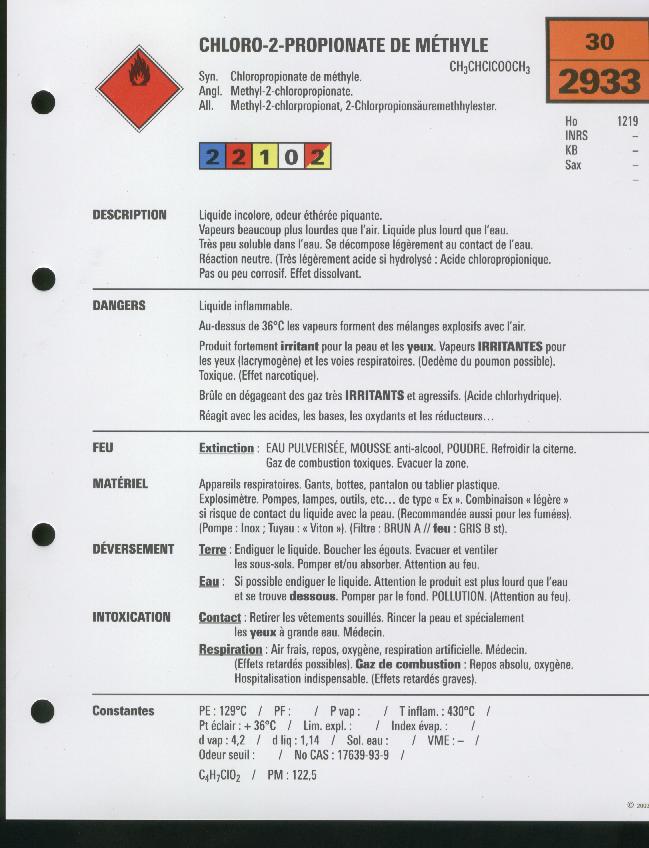 CHLORO-2-PROPIONATE DE MÉTHYLE
CH3CHClCOOCH3
30
2933
Syn. Chloropropionate de méthyle.
Angl. Methyl-2-chloropropionate.
All. Methyl-2-chlorpropionat, 2-Chlorpropionsäuremethhylester.
Ho 1219
INRS –
KB –
Sax –
–
2 2 1 0 2
DESCRIPTION Liquide incolore, odeur éthérée piquante.
Vapeurs beaucoup plus lourdes que l'air. Liquide plus lourd que l'eau.
Très peu soluble dans l'eau. Se décompose légèrement au contact de l'eau.
Réaction neutre. (Très légèrement acide si hydrolysé : Acide chloropropionique.
Pas ou peu corrosif. Effet dissolvant.
DANGERS Liquide inflammable.
Au-dessus de 36°C les vapeurs forment des mélanges explosifs avec l'air.
Produit fortement irritant pour la peau et les yeux. Vapeurs IRRITANTES pour
les yeux (lacrymogène) et les voies respiratoires. (Oedème du poumon possible).
Toxique. (Effet narcotique).
Brûle en dégageant des gaz très IRRITANTS et agressifs. (Acide chlorhydrique).
Réagit avec les acides, les bases, les oxydants et les réducteurs...
FEU Extinction : EAU PULVERISÉE, MOUSSE anti-alcool, POUDRE. Refroidir la citerne.
Gaz de combustion toxiques. Evacuer la zone.
MATÉRIEL Appareils respiratoires. Gants, bottes, pantalon ou tablier plastique.
Explosimètre. Pompes, lampes, outils, etc... de type « Ex ». Combinaison « légère »
si risque de contact du liquide avec la peau. (Recommandée aussi pour les fumées).
(Pompe : Inox ; Tuyau : « Viton »). (Filtre : BRUN A // feu : GRIS B st).
DÉVERSEMENT Terre : Endiguer le liquide. Boucher les égouts. Evacuer et ventiler
les sous-sols. Pomper et/ou absorber. Attention au feu.
Eau : Si possible endiguer le liquide. Attention le produit est plus lourd que l'eau
et se trouve dessous. Pomper par le fond. POLLUTION. (Attention au feu).
INTOXICATION Contact : Retirer les vêtements souillés. Rincer la peau et spécialement
les yeux à grande eau. Médecin.
Respiration : Air frais, repos, oxygène, respiration artificielle. Médecin.
(Effets retardés possibles). Gaz de combustion : Repos absolu, oxygène.
Hospitalisation indispensable. (Effets retardés graves).
Constantes PE : 129°C / PF : / P vap : / T inflam. : 430°C /
Pt éclair : + 36°C / Lim. expl. : / Index évap. : /
d vap : 4,2 / d liq : 1,14 / Sol. eau : / VME : – /
Odeur seuil : / No CAS : 17639-93-9 /
C4H7ClO2 / PM : 122,5